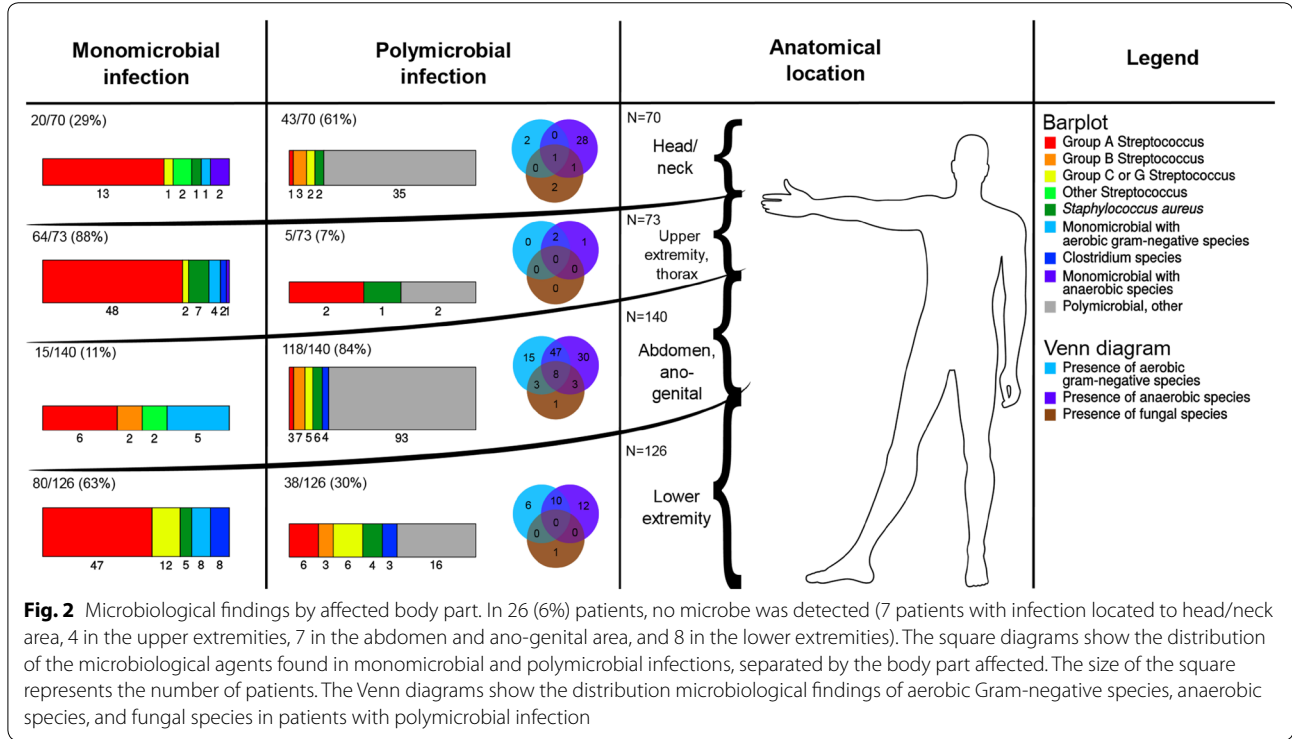 Monomicrobial
infection
Polymicrobial
infection
Anatomical
location
Legend
20/70 (29%)
13 1 2 1 1 2
43/70 (61%)
1 3 2 2 35
2 0 28
1
0 1
2
N=70
Head/
neck
64/73 (88%)
48 2 7 4 2 1
5/73 (7%)
2 1 2
0 2 1
0
0 0
0
N=73
Upper
extremity,
thorax
15/140 (11%)
6 2 2 5
118/140 (84%)
3 7 5 6 4 93
15 47 30
8
3 3
1
N=140
Abdomen,
ano-
genital
80/126 (63%)
47 12 5 8 8
38/126 (30%)
6 3 6 4 3 16
6 10 12
0
0 0
1
N=126
Lower
extremity
Barplot
Group A Streptococcus
Group B Streptococcus
Group C or G Streptococcus
Other Streptococcus
Staphylococcus aureus
Monomicrobial with
aerobic gram-negative species
Clostridium species
Monomicrobial with
anaerobic species
Polymicrobial, other
Venn diagram
Presence of aerobic
gram-negative species
Presence of anaerobic species
Presence of fungal species
Fig. 2 Microbiological findings by affected body part. In 26 (6%) patients, no microbe was detected (7 patients with infection located to head/neck
area, 4 in the upper extremities, 7 in the abdomen and ano-genital area, and 8 in the lower extremities). The square diagrams show the distribution
of the microbiological agents found in monomicrobial and polymicrobial infections, separated by the body part affected. The size of the square
represents the number of patients. The Venn diagrams show the distribution microbiological findings of aerobic Gram-negative species, anaerobic
species, and fungal species in patients with polymicrobial infection